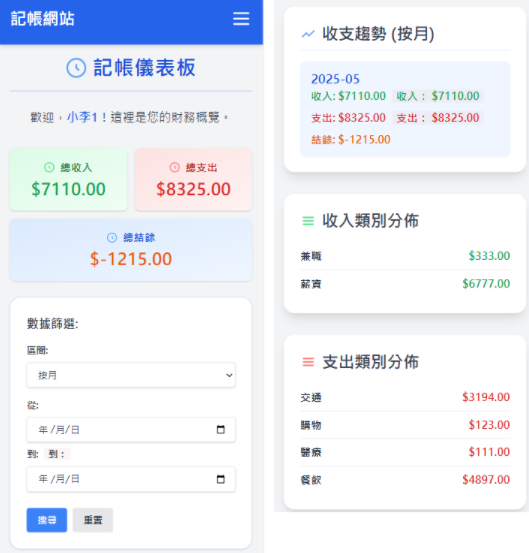 記帳網站
記帳儀表板
歡迎，小李1！這裡是您的財務概覽。
總收入
$7110.00
總支出
$8325.00
總結餘
$-1215.00
數據篩選:
區間:
按月
從:
年 /月/日
到: 到：
年 /月/日
搜尋 重置
收支趨勢 (按月)
2025-05
收入: $7110.00 收入： $7110.00
支出: $8325.00 支出： $8325.00
結餘: $-1215.00
收入類別分佈
兼職 $333.00
薪資 $6777.00
支出類別分佈
交通 $3194.00
購物 $123.00
醫療 $111.00
餐飲 $4897.00